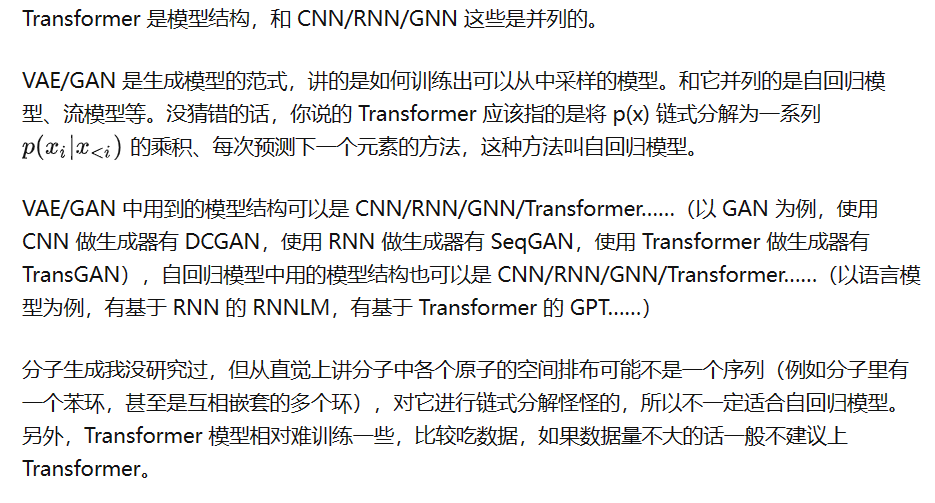 Transformer 是模型结构，和 CNN/RNN/GNN 这些是并列的。
VAE/GAN 是生成模型的范式，讲的是如何训练出可以从中采样的模型。和它并列的是自回归模
型、流模型等。没猜错的话，你说的 Transformer 应该指的是将 p(x) 链式分解为一系列
p(x_i|x_{<i}) 的乘积、每次预测下一个元素的方法，这种方法叫自回归模型。
VAE/GAN 中用到的模型结构可以是 CNN/RNN/GNN/Transformer......（以 GAN 为例，使用
CNN 做生成器有 DCGAN，使用 RNN 做生成器有 SeqGAN，使用 Transformer 做生成器有
TransGAN），自回归模型中用的模型结构也可以是 CNN/RNN/GNN/Transformer......（以语言模
型为例，有基于 RNN 的 RNNLM，有基于 Transformer 的 GPT......）
分子生成我没研究过，但从直觉上讲分子中各个原子的空间排布可能不是一个序列（例如分子里有
一个苯环，甚至是互相嵌套的多个环），对它进行链式分解怪怪的，所以不一定适合自回归模型。
另外，Transformer 模型相对难训练一些，比较吃数据，如果数据量不大的话一般不建议上
Transformer。